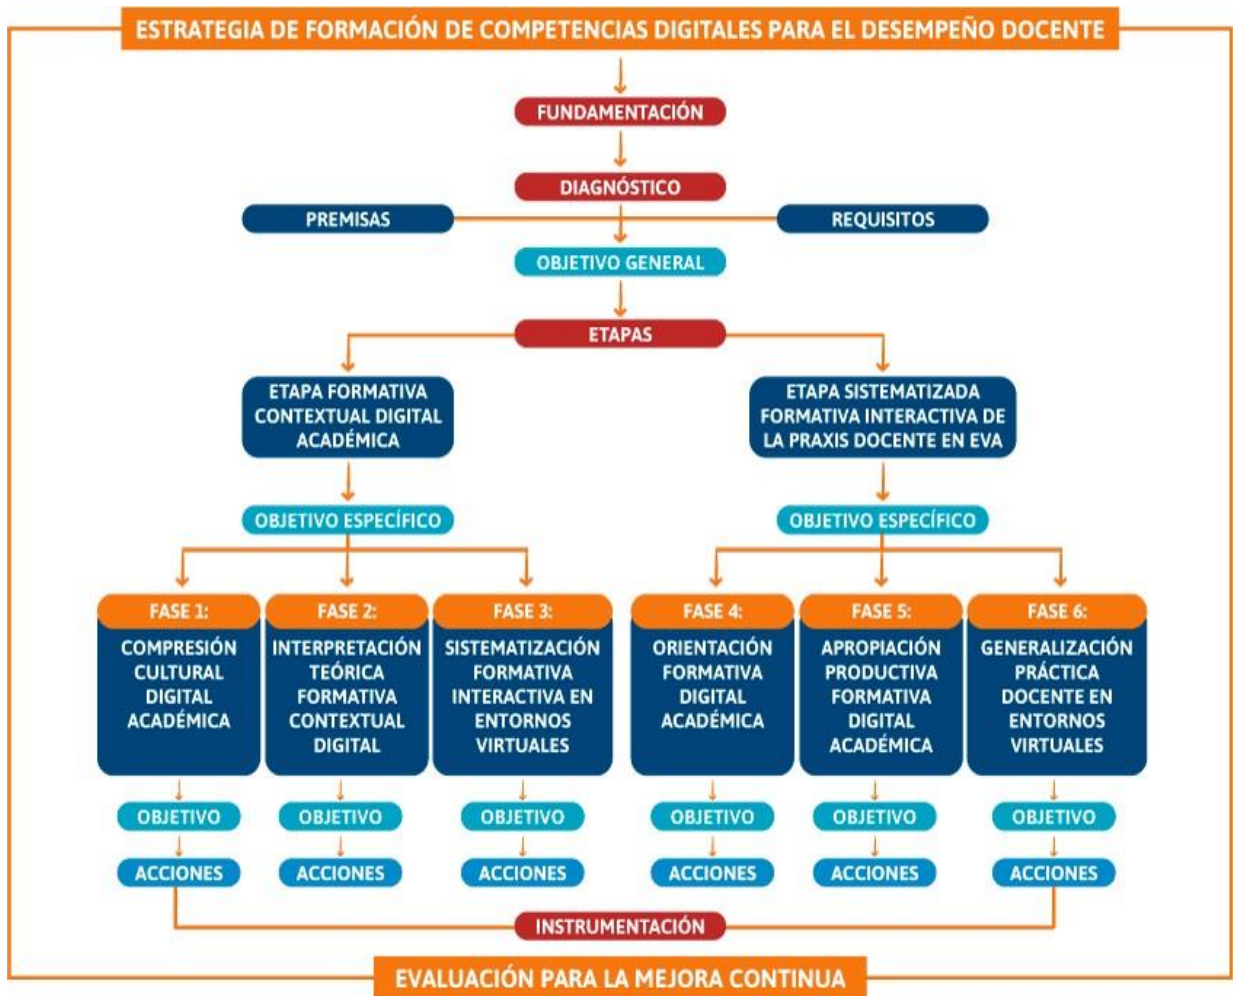 ESTRATEGIA DE FORMACIÓN DE COMPETENCIAS DIGITALES PARA EL DESEMPEÑO DOCENTE
FUNDAMENTACIÓN
DIAGNÓSTICO
PREMISAS
REQUISITOS
OBJETIVO GENERAL
ETAPAS
ETAPA FORMATIVA
CONTEXTUAL DIGITAL
ACADÉMICA
ETAPA SISTEMATIZADA
FORMATIVA INTERACTIVA DE
LA PRAXIS DOCENTE EN EVA
OBJETIVO ESPECÍFICO
OBJETIVO ESPECÍFICO
FASE 1:
COMPRESIÓN
CULTURAL
DIGITAL
ACADÉMICA
FASE 2:
INTERPRETACIÓN
TEÓRICA
FORMATIVA
CONTEXTUAL
DIGITAL
FASE 3:
SISTEMATIZACIÓN
FORMATIVA
INTERACTIVA EN
ENTORNOS
VIRTUALES
FASE 4:
ORIENTACIÓN
FORMATIVA
DIGITAL
ACADÉMICA
FASE 5:
APROPIACIÓN
PRODUCTIVA
FORMATIVA
DIGITAL
ACADÉMICA
FASE 6:
GENERALIZACIÓN
PRÁCTICA
DOCENTE EN
ENTORNOS
VIRTUALES
OBJETIVO
OBJETIVO
OBJETIVO
OBJETIVO
OBJETIVO
OBJETIVO
ACCIONES
ACCIONES
ACCIONES
ACCIONES
ACCIONES
ACCIONES
INSTRUMENTACIÓN
EVALUACIÓN PARA LA MEJORA CONTINUA